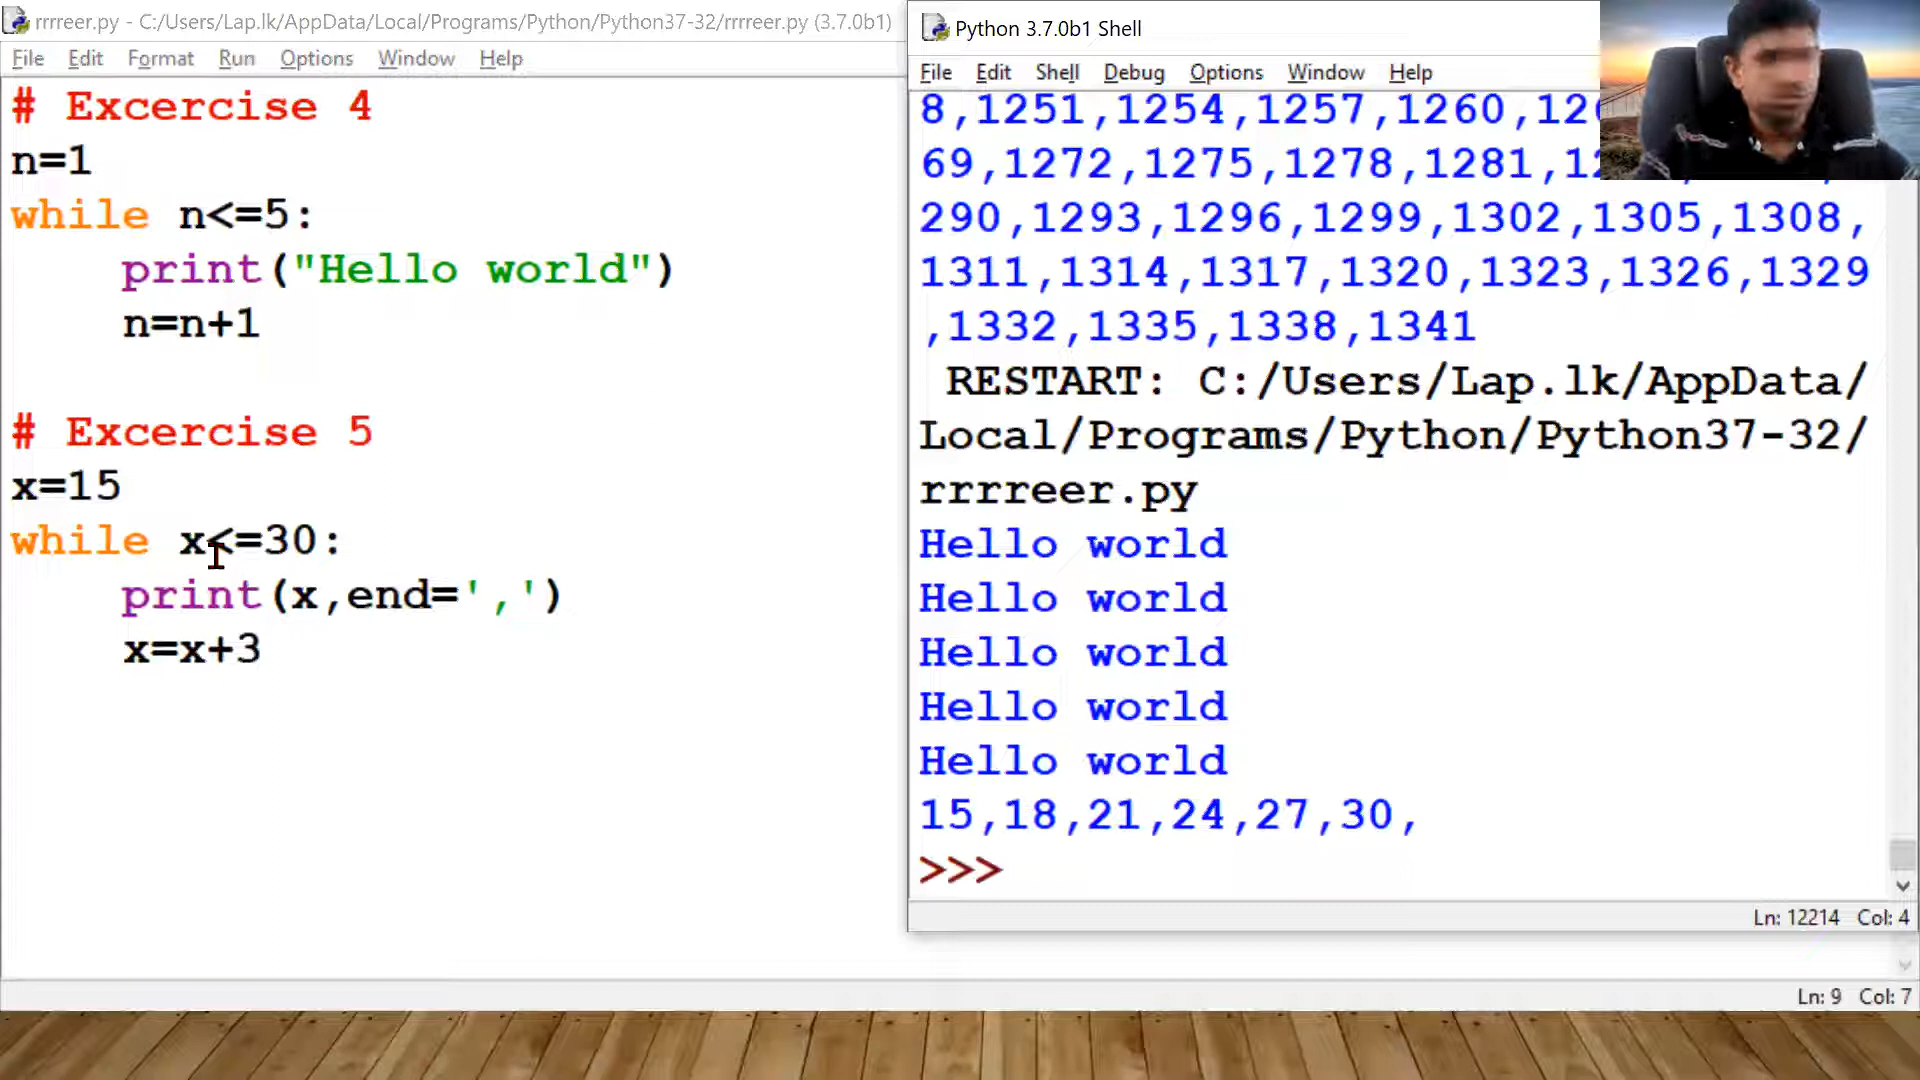 rrrreer.py - C:/Users/Lap.lk/AppData/Local/Programs/Python/Python37-32/rrrreer.py (3.7.0b1)
File Edit Format Run Options Window Help
# Excercise 4
n=1
while n<=5:
    print("Hello world")
    n=n+1
# Excercise 5
x=15
while x<=30:
    print(x,end=',')
    x=x+3
Ln: 9 Col: 7
Python 3.7.0b1 Shell
File Edit Shell Debug Options Window Help
8,1251,1254,1257,1260,
69,1272,1275,1278,1281,
290,1293,1296,1299,1302,1305,1308,
1311,1314,1317,1320,1323,1326,1329
,1332,1335,1338,1341
RESTART: C:/Users/Lap.lk/AppData/
Local/Programs/Python/Python37-32/
rrrreer.py
Hello world
Hello world
Hello world
Hello world
Hello world
15,18,21,24,27,30,
>>>
Ln: 12214 Col: 4